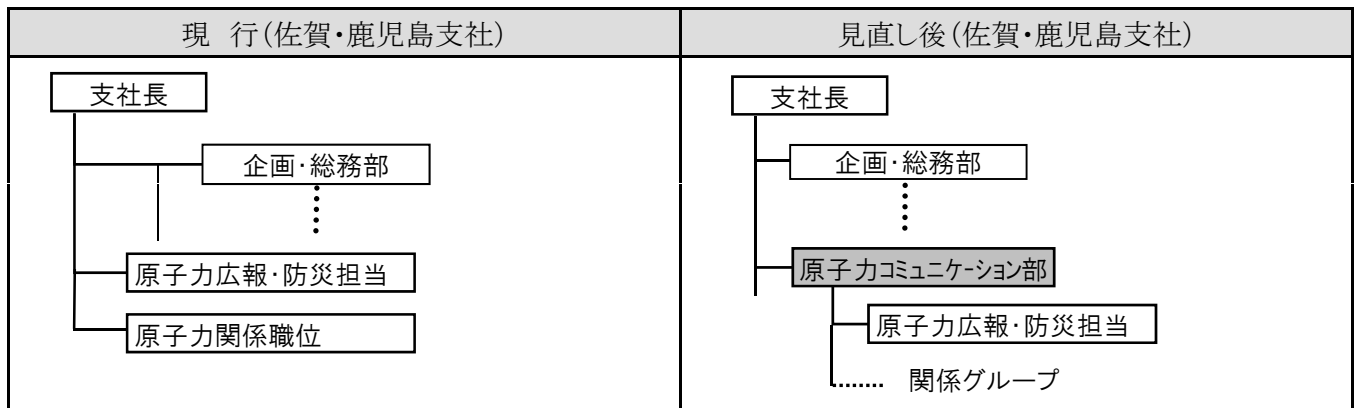 現　行（佐賀・鹿児島支社）
支社長
企画・総務部
原子力広報・防災担当
原子力関係職位
見直し後（佐賀・鹿児島支社）
支社長
企画・総務部
原子力コミュニケーション部
原子力広報・防災担当
関係グループ